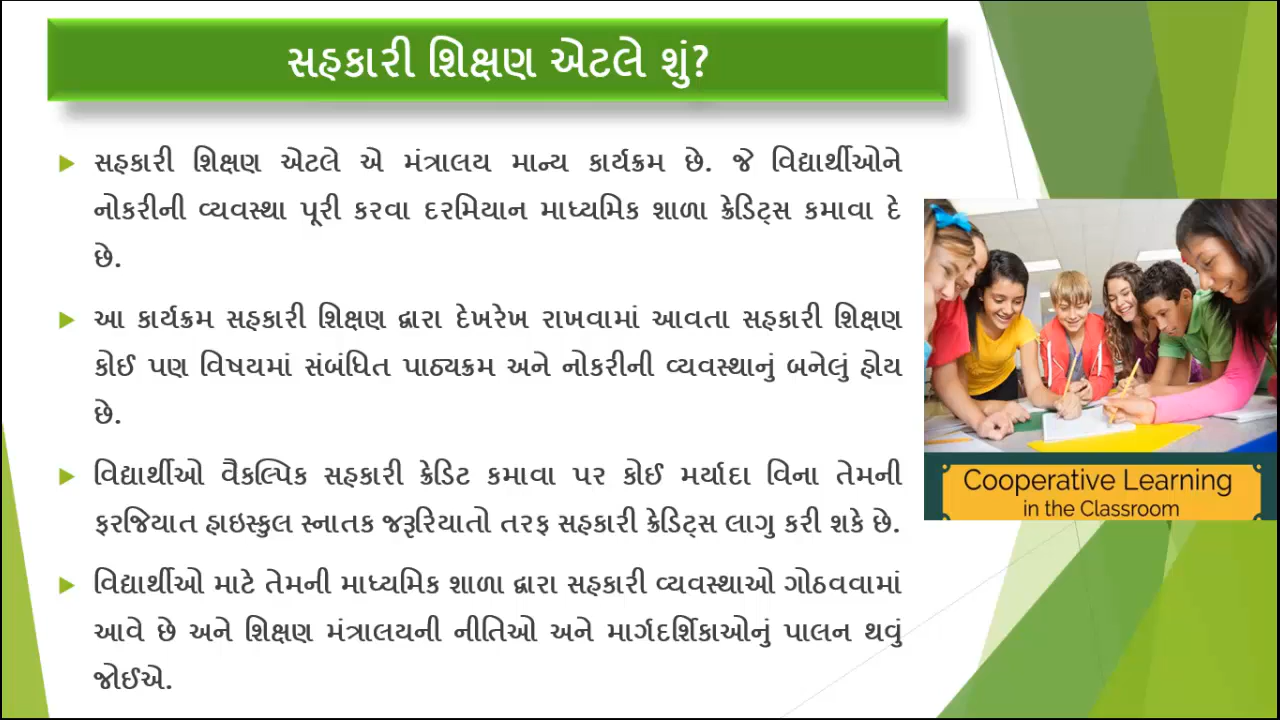 સહકારી શિક્ષણ એટલે શું?
સહકારી શિક્ષણ એટલે એ મંત્રાલય માન્ય કાર્યક્રમ છે. જે વિદ્યાર્થીઓને
નોકરીની વ્યવસ્થા પૂરી કરવા દરમિયાન માધ્યમિક શાળા ક્રેડિટ્સ કમાવા દે
છે.
આ કાર્યક્રમ સહકારી શિક્ષણ દ્વારા દેખરેખ રાખવામાં આવતા સહકારી શિક્ષણ
કોઈ પણ વિષયમાં સંબંધિત પાઠ્યક્રમ અને નોકરીની વ્યવસ્થાનું બનેલું હોય
છે.
વિદ્યાર્થીઓ વૈકલ્પિક સહકારી ક્રેડિટ કમાવા પર કોઈ મર્યાદા વિના તેમની
ફરજિયાત હાઇસ્કુલ સ્નાતક જરૂરિયાતો તરફ સહકારી ક્રેડિટ્સ લાગુ કરી શકે છે.
વિદ્યાર્થીઓ માટે તેમની માધ્યમિક શાળા દ્વારા સહકારી વ્યવસ્થાઓ ગોઠવવામાં
આવે છે અને શિક્ષણ મંત્રાલયની નીતિઓ અને માર્ગદર્શિકાઓનું પાલન થવું
જોઈએ.
Cooperative Learning
in the Classroom